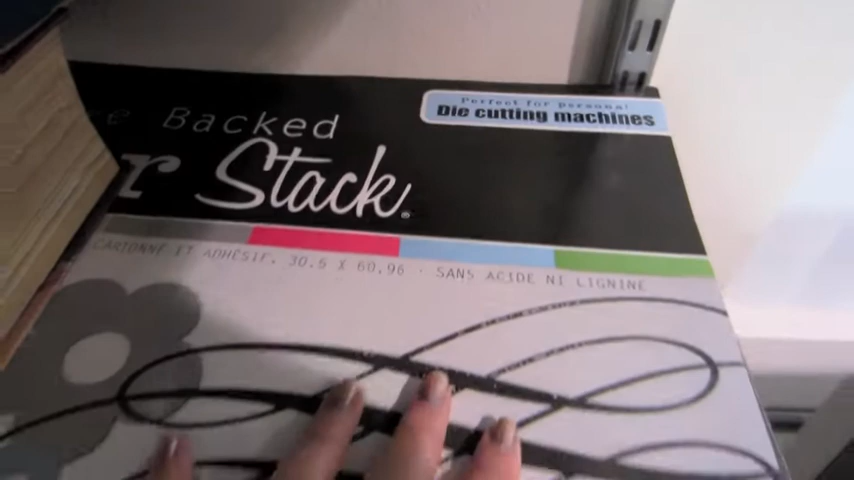 Perfect for personal
Die cutting machines
Backed
Stack®
CARTONNÉ ET ADHÉSIF. 30.5 X 60.96 · SANS ACIDE NI LIGNINE